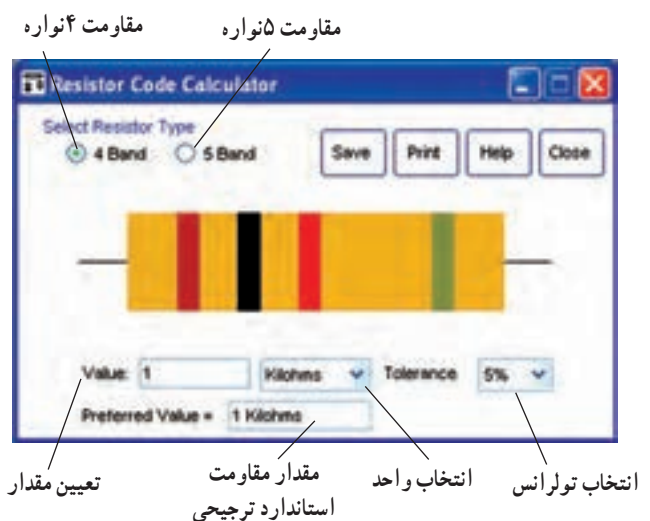 مقاومت ۴نواره
مقاومت ۵نواره
Resistor Code Calculator
Select Resistor Type
4 Band 5 Band Save Print Help Close
Value: 1 Kilohms Tolerance 5%
Preferred Value = 1 Kilohms
تعیین مقدار
مقدار مقاومت
استاندارد ترجیحی
انتخاب واحد
انتخاب تولرانس